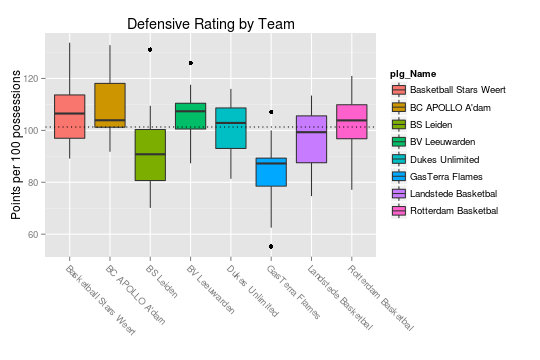 Defensive Rating by Team
Points per 100 possessions
120
100
80
60
Basketball Stars Weert
BC APOLLO A'dam
BS Leiden
BV Leeuwarden
Dukes Unlimited
GasTerra Flames
Landstede Basketbal
Rotterdam Basketbal
plg_Name
Basketball Stars Weert
BC APOLLO A'dam
BS Leiden
BV Leeuwarden
Dukes Unlimited
GasTerra Flames
Landstede Basketbal
Rotterdam Basketbal